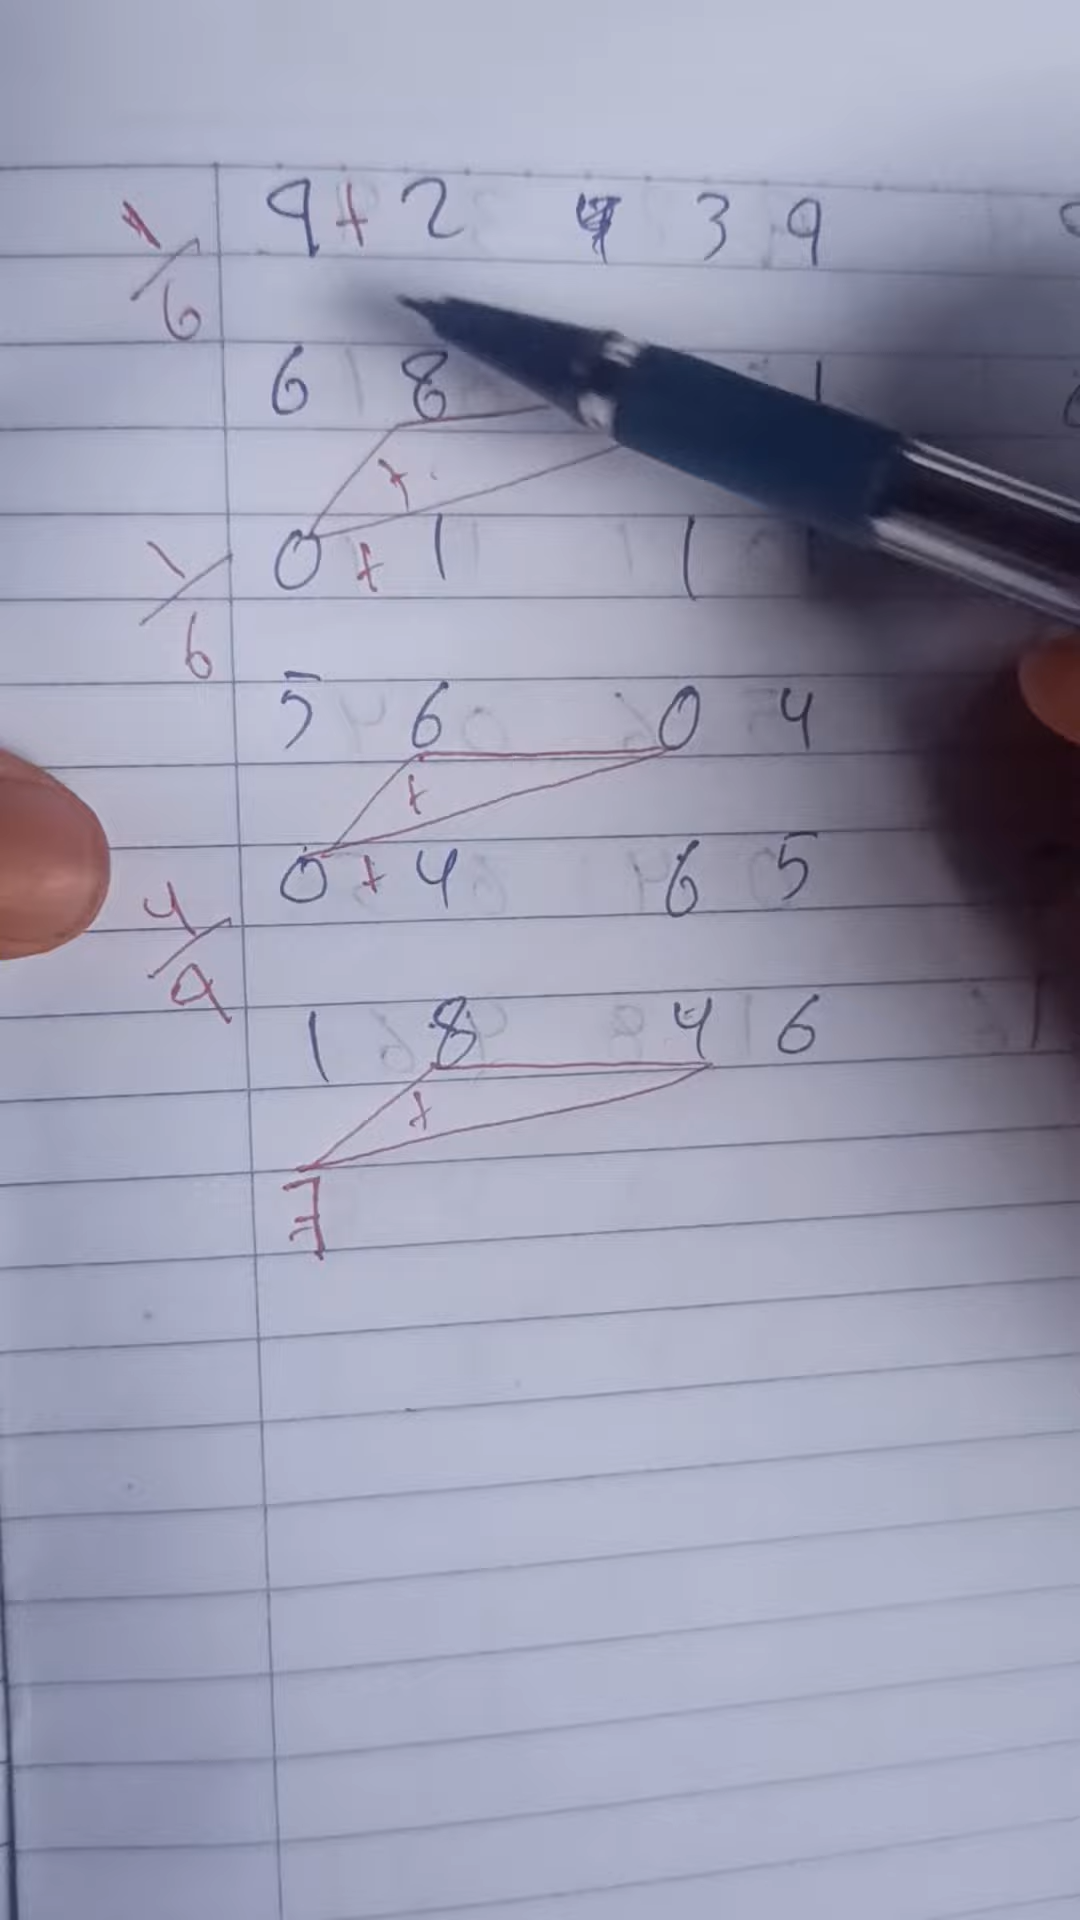 1/6 9 + 2 3 9
6 8 1
+
1/6 0 + 1 1
5 6 0 4
+
4/9 0 + 4 6 5
1 8 4 6
+
7